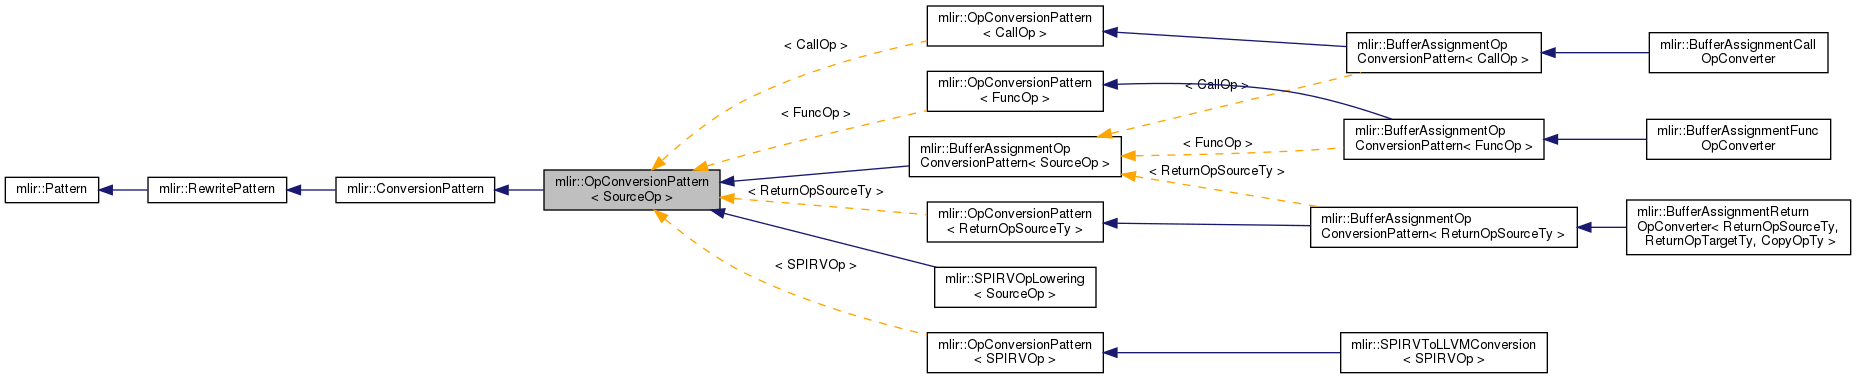 mlir::Pattern
mlir::RewritePattern
mlir::ConversionPattern
mlir::OpConversionPattern
< SourceOp >
< CallOp >
< FuncOp >
< ReturnOpSourceTy >
< SPIRVOp >
mlir::OpConversionPattern
< CallOp >
mlir::OpConversionPattern
< FuncOp >
mlir::BufferAssignmentOp
ConversionPattern< SourceOp >
mlir::OpConversionPattern
< ReturnOpSourceTy >
mlir::SPIRVOpLowering
< SourceOp >
mlir::OpConversionPattern
< SPIRVOp >
< CallOp >
< FuncOp >
< ReturnOpSourceTy >
mlir::BufferAssignmentOp
ConversionPattern< CallOp >
mlir::BufferAssignmentOp
ConversionPattern< FuncOp >
mlir::BufferAssignmentOp
ConversionPattern< ReturnOpSourceTy >
mlir::SPIRVToLLVMConversion
< SPIRVOp >
mlir::BufferAssignmentCall
OpConverter
mlir::BufferAssignmentFunc
OpConverter
mlir::BufferAssignmentReturn
OpConverter< ReturnOpSourceTy,
ReturnOpTargetTy, CopyOpTy >